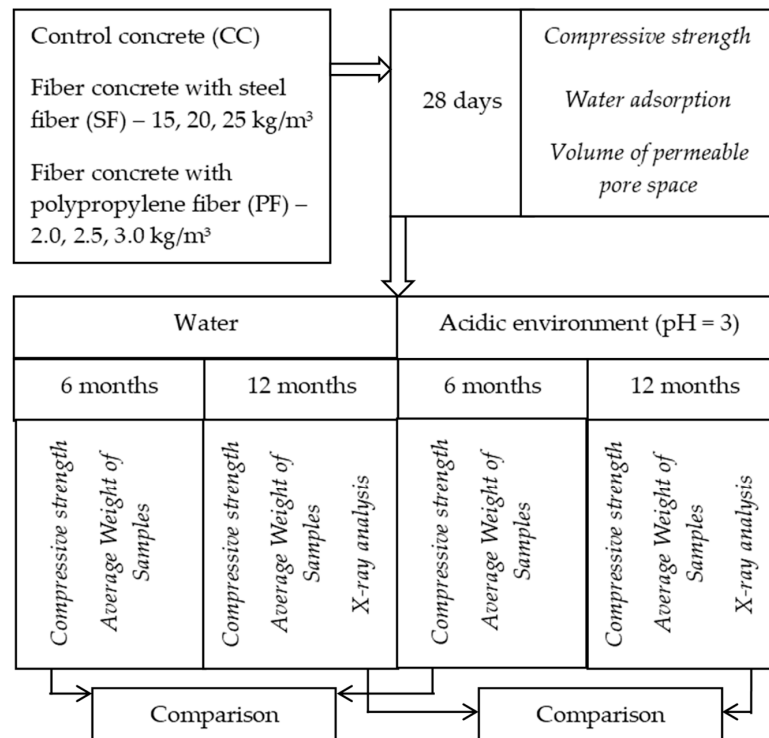 Control concrete (CC)
Fiber concrete with steel
fiber (SF) – 15, 20, 25 kg/m³
Fiber concrete with
polypropylene fiber (PF) –
2.0, 2.5, 3.0 kg/m³
28 days
Compressive strength
Water adsorption
Volume of permeable
pore space
Water
Acidic environment (pH = 3)
6 months
12 months
6 months
12 months
Compressive strength
Average Weight of
Samples
Compressive strength
Average Weight of
Samples
X-ray analysis
Compressive strength
Average Weight of
Samples
Compressive strength
Average Weight of
Samples
X-ray analysis
Comparison
Comparison